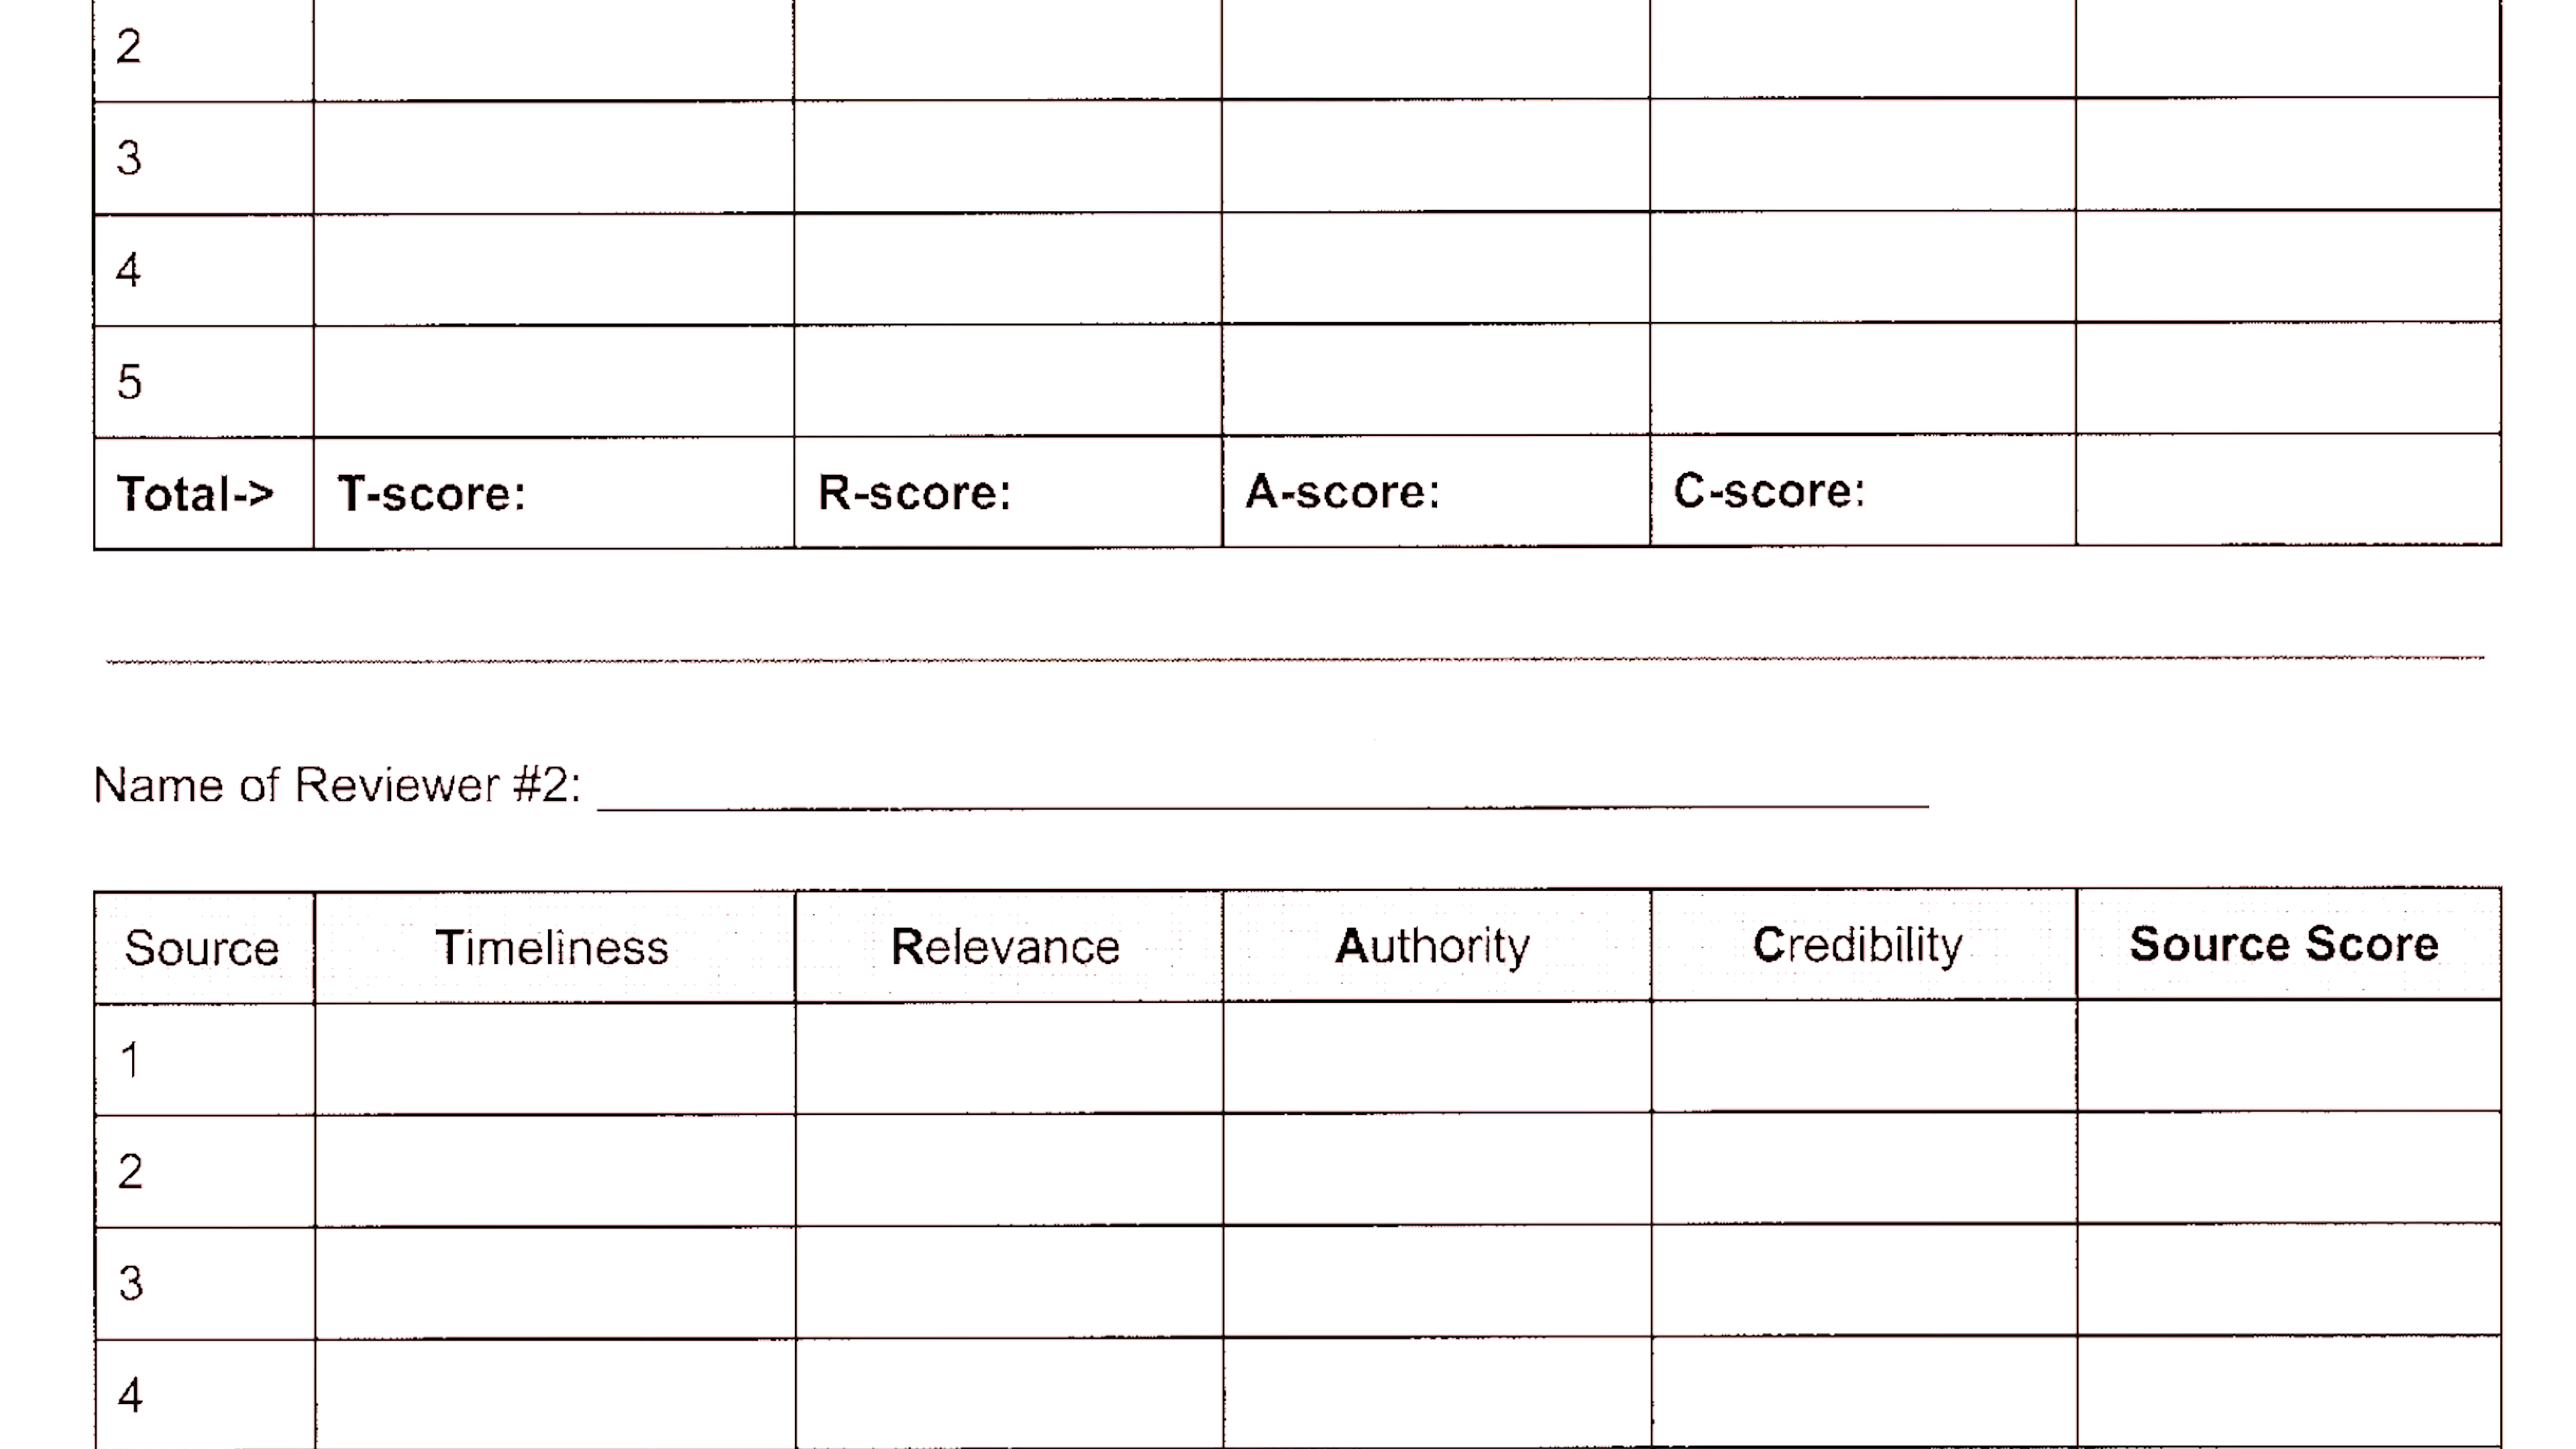 2
3
4
5
Total-> T-score: R-score: A-score: C-score:
Name of Reviewer #2:
Source Timeliness Relevance Authority Credibility Source Score
1
2
3
4